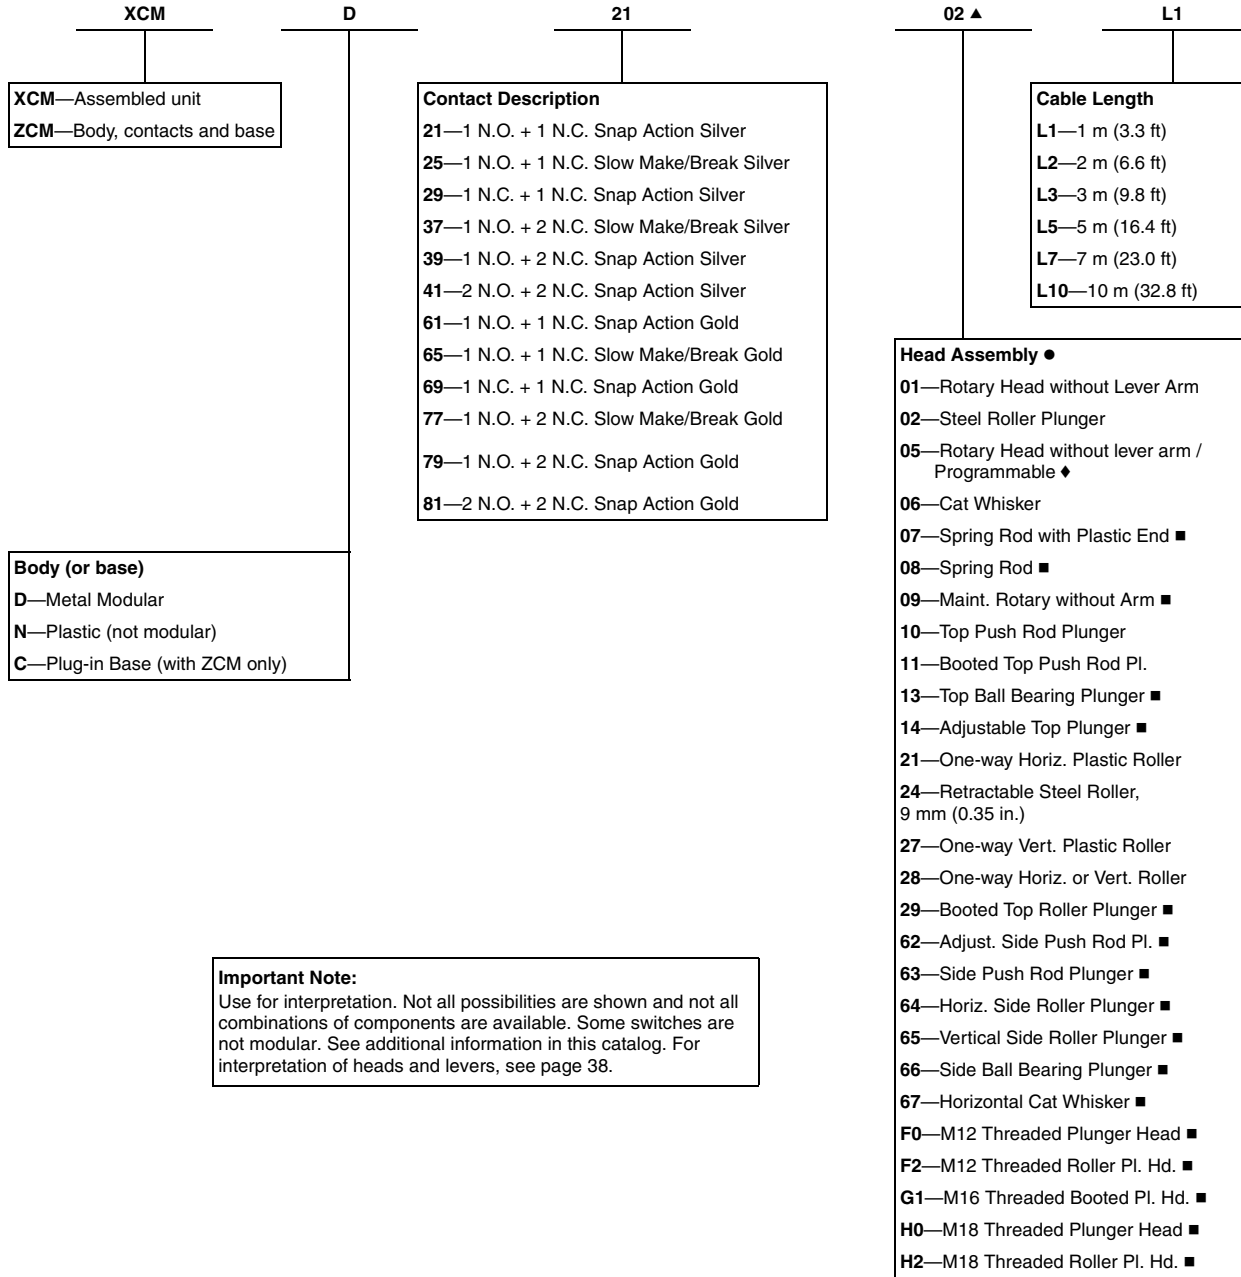 XCM D 21 02 ▲ L1
XCM—Assembled unit
ZCM—Body, contacts and base
Contact Description
21—1 N.O. + 1 N.C. Snap Action Silver
25—1 N.O. + 1 N.C. Slow Make/Break Silver
29—1 N.C. + 1 N.C. Snap Action Silver
37—1 N.O. + 2 N.C. Slow Make/Break Silver
39—1 N.O. + 2 N.C. Snap Action Silver
41—2 N.O. + 2 N.C. Snap Action Silver
61—1 N.O. + 1 N.C. Snap Action Gold
65—1 N.O. + 1 N.C. Slow Make/Break Gold
69—1 N.C. + 1 N.C. Snap Action Gold
77—1 N.O. + 2 N.C. Slow Make/Break Gold
79—1 N.O. + 2 N.C. Snap Action Gold
81—2 N.O. + 2 N.C. Snap Action Gold
Cable Length
L1—1 m (3.3 ft)
L2—2 m (6.6 ft)
L3—3 m (9.8 ft)
L5—5 m (16.4 ft)
L7—7 m (23.0 ft)
L10—10 m (32.8 ft)
Body (or base)
D—Metal Modular
N—Plastic (not modular)
C—Plug-in Base (with ZCM only)
Head Assembly ●
01—Rotary Head without Lever Arm
02—Steel Roller Plunger
05—Rotary Head without lever arm /
Programmable ♦
06—Cat Whisker
07—Spring Rod with Plastic End ■
08—Spring Rod ■
09—Maint. Rotary without Arm ■
10—Top Push Rod Plunger
11—Booted Top Push Rod Pl.
13—Top Ball Bearing Plunger ■
14—Adjustable Top Plunger ■
21—One-way Horiz. Plastic Roller
24—Retractable Steel Roller,
9 mm (0.35 in.)
27—One-way Vert. Plastic Roller
28—One-way Horiz. or Vert. Roller
29—Booted Top Roller Plunger ■
62—Adjust. Side Push Rod Pl. ■
63—Side Push Rod Plunger ■
64—Horiz. Side Roller Plunger ■
65—Vertical Side Roller Plunger ■
66—Side Ball Bearing Plunger ■
67—Horizontal Cat Whisker ■
F0—M12 Threaded Plunger Head ■
F2—M12 Threaded Roller Pl. Hd. ■
G1—M16 Threaded Booted Pl. Hd. ■
H0—M18 Threaded Plunger Head ■
H2—M18 Threaded Roller Pl. Hd. ■
Important Note:
Use for interpretation. Not all possibilities are shown and not all
combinations of components are available. Some switches are
not modular. See additional information in this catalog. For
interpretation of heads and levers, see page 38.